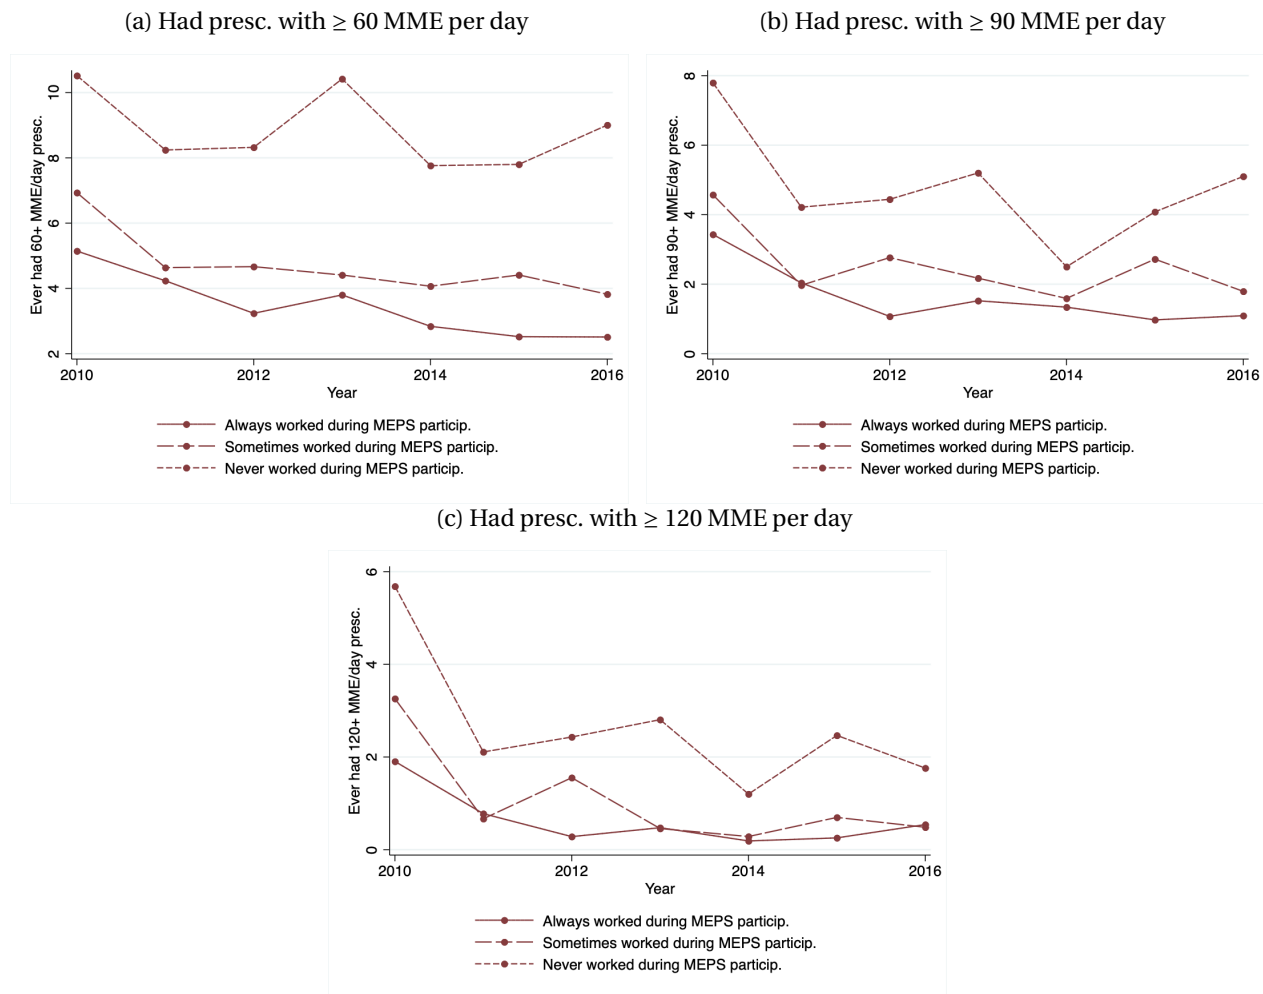 (a) Had presc. with ≥ 60 MME per day
Ever had 60+ MME/day presc.
10
8
6
4
2
2010 2012 2014 2016
Year
Always worked during MEPS particip.
Sometimes worked during MEPS particip.
Never worked during MEPS particip.
(b) Had presc. with ≥ 90 MME per day
Ever had 90+ MME/day presc.
8
6
4
2
0
2010 2012 2014 2016
Year
Always worked during MEPS particip.
Sometimes worked during MEPS particip.
Never worked during MEPS particip.
(c) Had presc. with ≥ 120 MME per day
Ever had 120+ MME/day presc.
6
4
2
0
2010 2012 2014 2016
Year
Always worked during MEPS particip.
Sometimes worked during MEPS particip.
Never worked during MEPS particip.